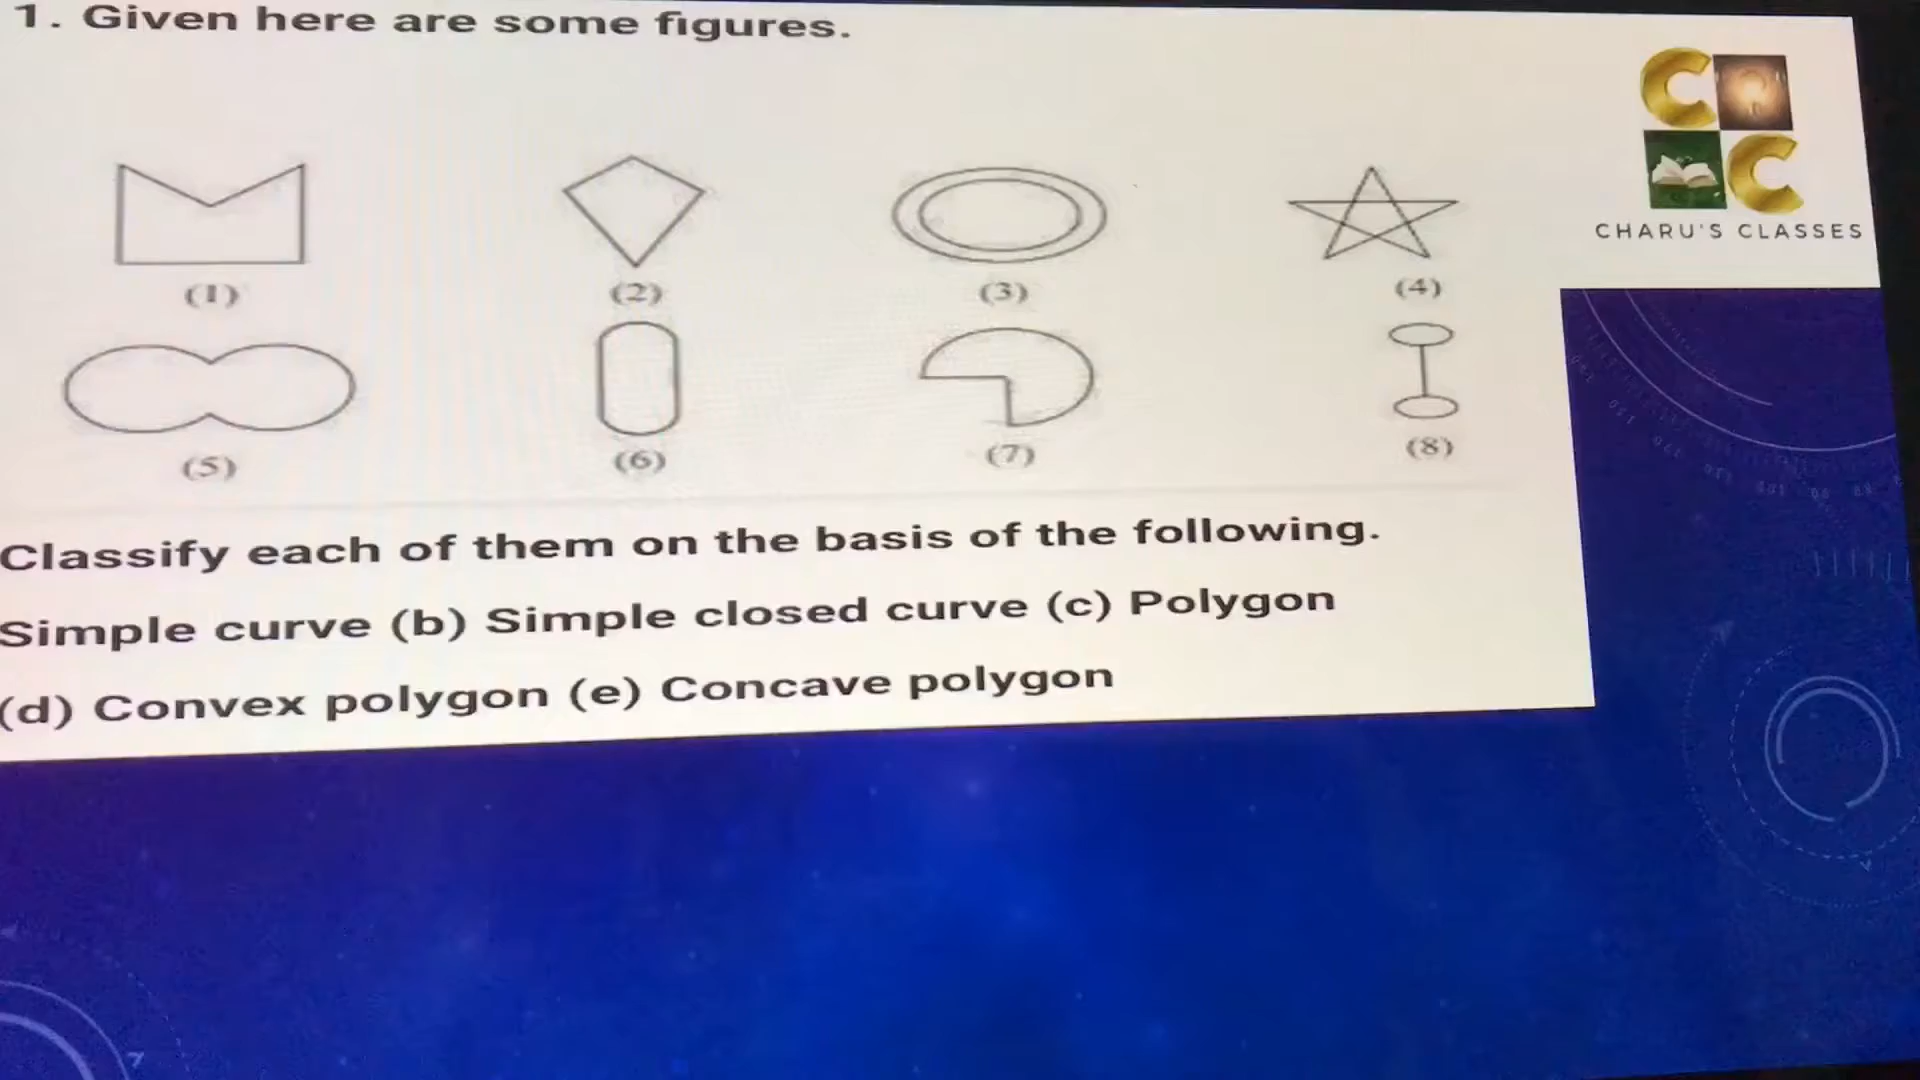 1. Given here are some figures.
CHARU'S CLASSES
(1) (2) (3) (4)
(5) (6) (7) (8)
Classify each of them on the basis of the following.
Simple curve (b) Simple closed curve (c) Polygon
(d) Convex polygon (e) Concave polygon